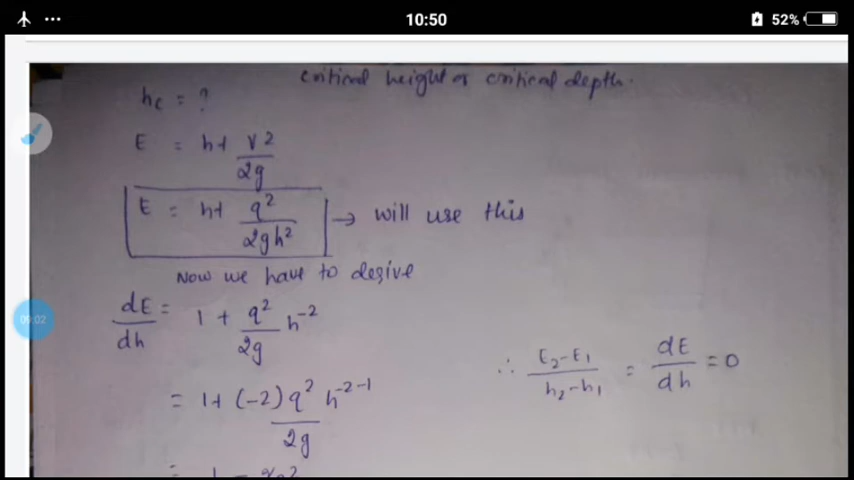 10:50
52%
critical height or critical depth.
hc = ?
E = h + V2/2g
E = h + q²/2gh² → will use this
Now we have to desive
dE/dh = 1 + q²/2g h⁻²
∴ E₂-E₁/h₂-h₁ = dE/dh = 0
09:02
= 1 + (-2) q² h⁻²⁻¹/2g